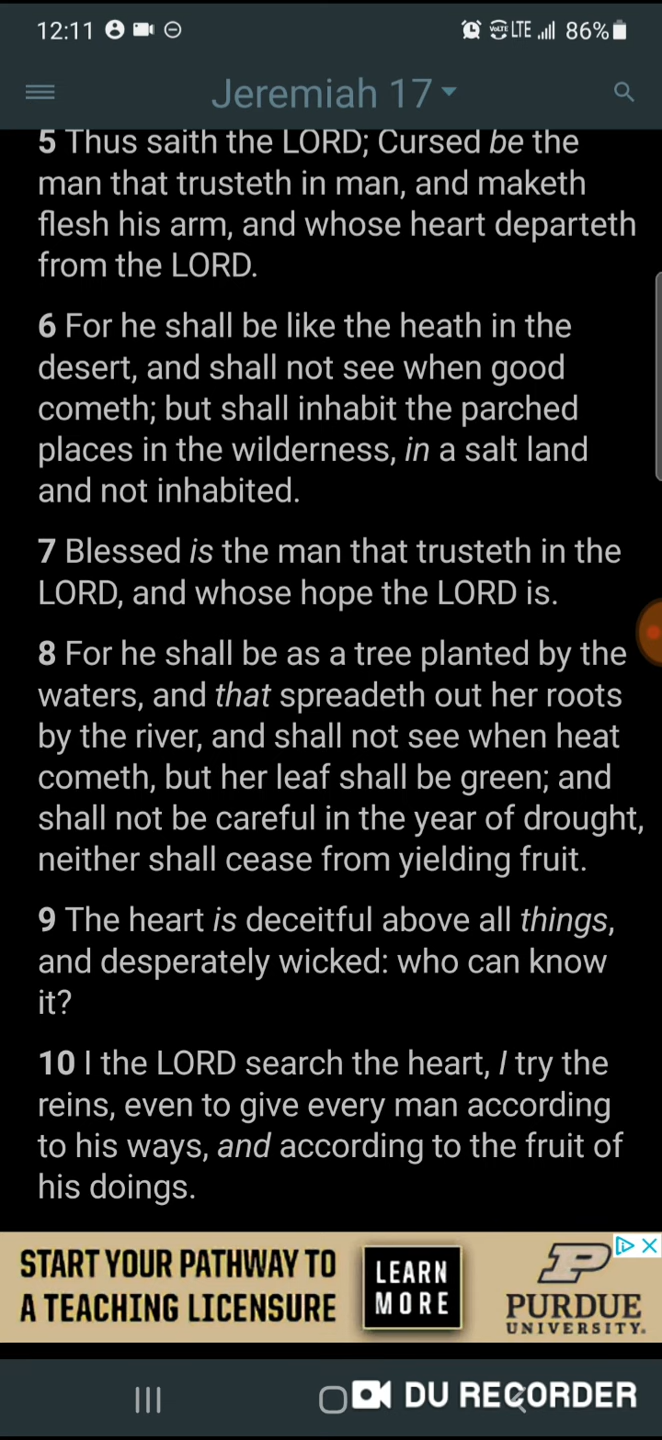 12:11
VoLTE LTE 86%
Jeremiah 17
5 Thus saith the LORD; Cursed be the
man that trusteth in man, and maketh
flesh his arm, and whose heart departeth
from the LORD.
6 For he shall be like the heath in the
desert, and shall not see when good
cometh; but shall inhabit the parched
places in the wilderness, in a salt land
and not inhabited.
7 Blessed is the man that trusteth in the
LORD, and whose hope the LORD is.
8 For he shall be as a tree planted by the
waters, and that spreadeth out her roots
by the river, and shall not see when heat
cometh, but her leaf shall be green; and
shall not be careful in the year of drought,
neither shall cease from yielding fruit.
9 The heart is deceitful above all things,
and desperately wicked: who can know
it?
10 I the LORD search the heart, I try the
reins, even to give every man according
to his ways, and according to the fruit of
his doings.
START YOUR PATHWAY TO
A TEACHING LICENSURE
LEARN
MORE
P
PURDUE
UNIVERSITY.
DU RECORDER